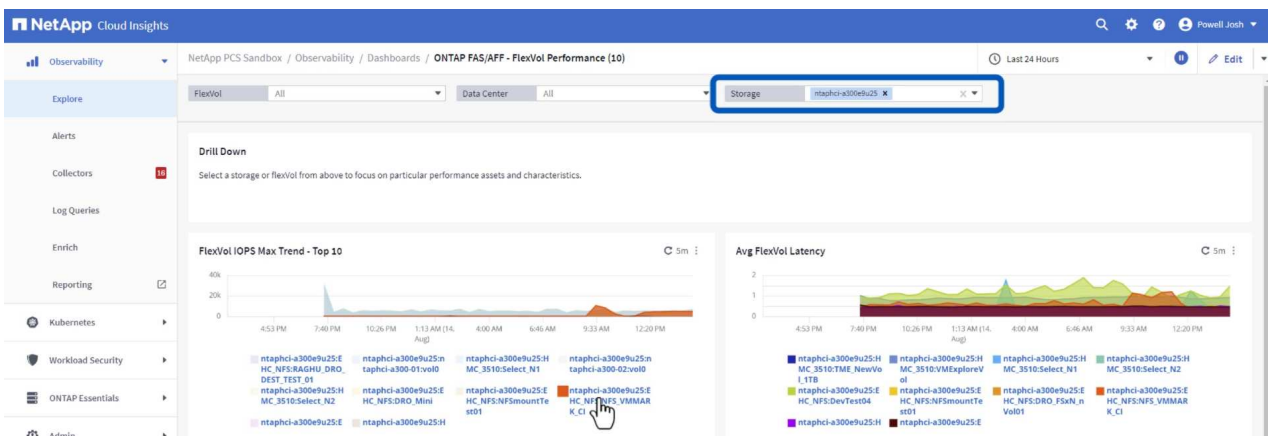 NetApp Cloud Insights
Powell Josh
Observability
NetApp PCS Sandbox / Observability / Dashboards / ONTAP FAS/AFF - FlexVol Performance (10)
Last 24 Hours
Edit
Explore
FlexVol All
Data Center All
Storage ntaphci-a300e9u25 x
Alerts
Collectors 16
Log Queries
Enrich
Reporting
Kubernetes
Workload Security
ONTAP Essentials
Admin
Drill Down
Select a storage or flexVol from above to focus on particular performance assets and characteristics.
FlexVol IOPS Max Trend - Top 10
5m
40k
20k
0
4:53 PM 7:40 PM 10:26 PM 1:13 AM (14. 4:00 AM 6:46 AM 9:33 AM 12:20 PM
Aug)
ntaphci-a300e9u25:E ntaphci-a300e9u25:n ntaphci-a300e9u25:H ntaphci-a300e9u25:n
HC_NFS:RAGHU_DRO_ taphci-a300-01:vol0 MC_3510:Select_N1 taphci-a300-02:vol0
DEST_TEST_01
ntaphci-a300e9u25:H ntaphci-a300e9u25:E ntaphci-a300e9u25:E ntaphci-a300e9u25:E
MC_3510:Select_N2 HC_NFS:DRO_Mini HC_NFS:NFSmountTe HC_NFS:NFS_VMMAR
st01 K_CI
ntaphci-a300e9u25:E ntaphci-a300e9u25:H
Avg FlexVol Latency
5m
2
1
0
4:53 PM 7:40 PM 10:26 PM 1:13 AM (14. 4:00 AM 6:46 AM 9:33 AM 12:20 PM
Aug)
ntaphci-a300e9u25:H ntaphci-a300e9u25:H ntaphci-a300e9u25:H ntaphci-a300e9u25:H
MC_3510:TME_NewVo MC_3510:VMExploreV MC_3510:Select_N1 MC_3510:Select_N2
l_1TB ol
ntaphci-a300e9u25:E ntaphci-a300e9u25:E ntaphci-a300e9u25:E ntaphci-a300e9u25:E
HC_NFS:DevTest04 HC_NFS:NFSmountTe HC_NFS:DRO_FSxN_n HC_NFS:NFS_VMMAR
st01 Vol01 K_CI
ntaphci-a300e9u25:H ntaphci-a300e9u25:E